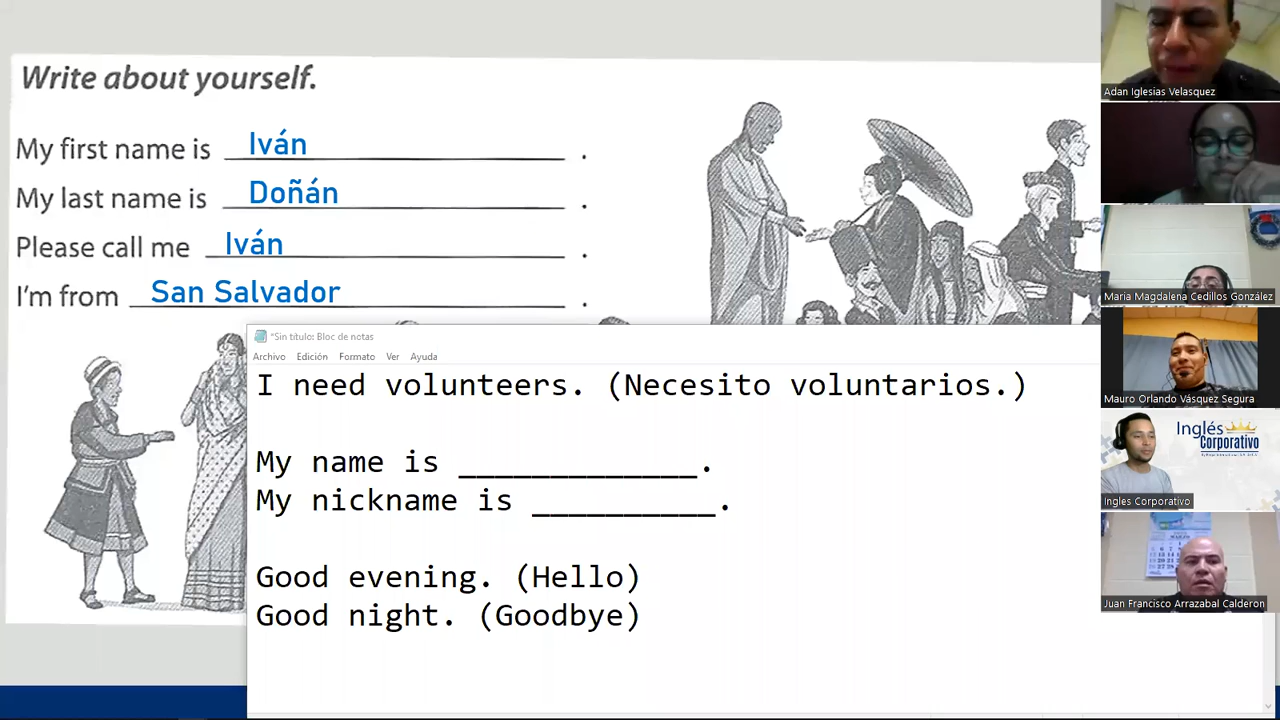 Write about yourself.
My first name is Iván .
My last name is Doñán .
Please call me Iván .
I'm from San Salvador .
*Sin título: Bloc de notas
Archivo Edición Formato Ver Ayuda
I need volunteers. (Necesito voluntarios.)
My name is _____________.
My nickname is __________.
Good evening. (Hello)
Good night. (Goodbye)
Adan Iglesias Velasquez
Maria Magdalena Cedillos González
Mauro Orlando Vásquez Segura
Inglés
Corporativo
Ingles Corporativo
Juan Francisco Arrazabal Calderon